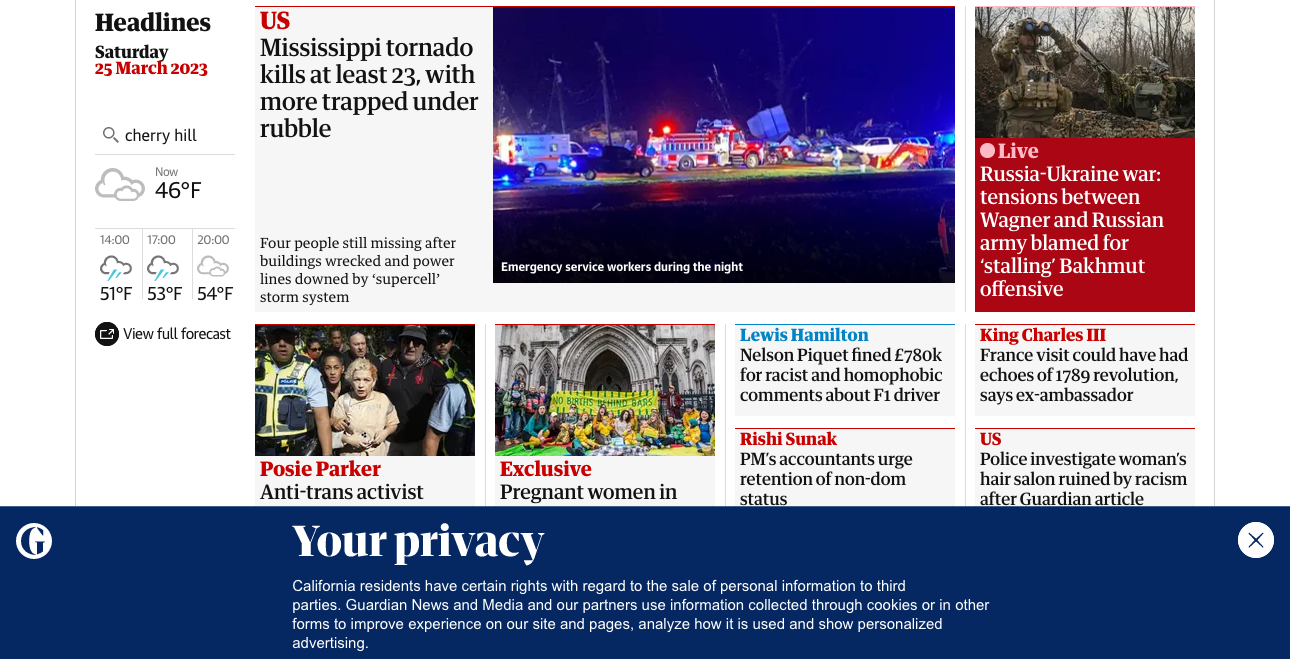 Headlines
Saturday
25 March 2023
cherry hill
Now
46°F
14:00
17:00
20:00
51°F
53°F
54°F
View full forecast
US
Mississippi tornado
kills at least 23, with
more trapped under
rubble
Four people still missing after
buildings wrecked and power
lines downed by ‘supercell’
storm system
Emergency service workers during the night
Live
Russia-Ukraine war:
tensions between
Wagner and Russian
army blamed for
‘stalling’ Bakhmut
offensive
POLICE
Posie Parker
Anti-trans activist
NO BIRTHS BEHIND BARS
Exclusive
Pregnant women in
Lewis Hamilton
Nelson Piquet fined £780k
for racist and homophobic
comments about F1 driver
King Charles III
France visit could have had
echoes of 1789 revolution,
says ex-ambassador
Rishi Sunak
PM’s accountants urge
retention of non-dom
status
US
Police investigate woman’s
hair salon ruined by racism
after Guardian article
G
Your privacy
California residents have certain rights with regard to the sale of personal information to third
parties. Guardian News and Media and our partners use information collected through cookies or in other
forms to improve experience on our site and pages, analyze how it is used and show personalized
advertising.